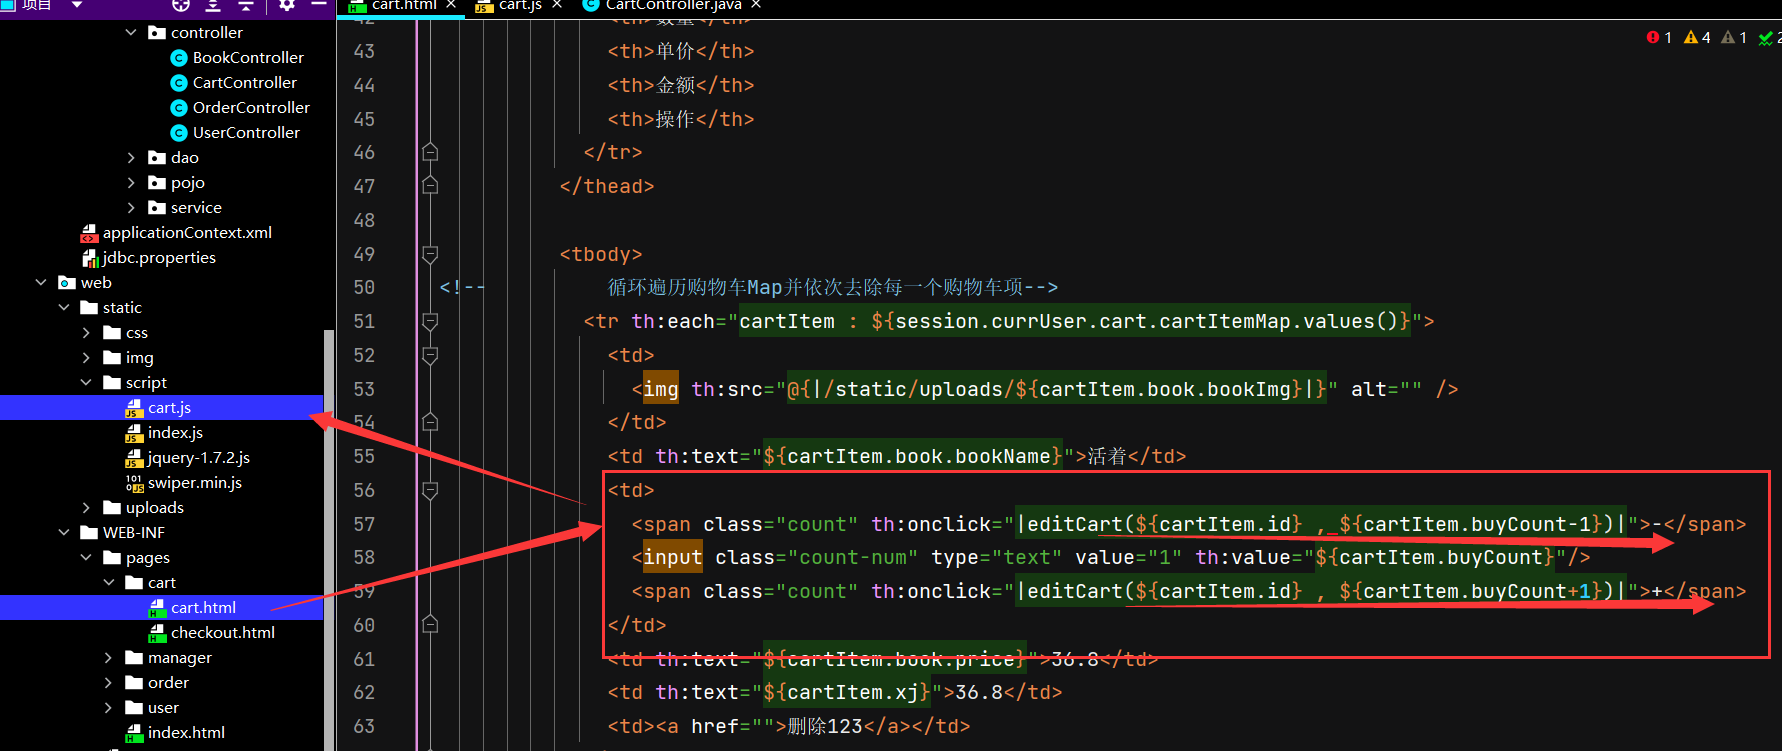 项目
cart.html
cart.js
CartController.java
controller
BookController
CartController
OrderController
UserController
dao
pojo
service
applicationContext.xml
jdbc.properties
web
static
css
img
script
cart.js
index.js
jquery-1.7.2.js
swiper.min.js
uploads
WEB-INF
pages
cart
cart.html
checkout.html
manager
order
user
index.html
1 4 1 2
42 <th>数量</th>
43 <th>单价</th>
44 <th>金额</th>
45 <th>操作</th>
46 </tr>
47 </thead>
48
49 <tbody>
50 <!-- 循环遍历购物车Map并依次去除每一个购物车项-->
51 <tr th:each="cartItem : ${session.currUser.cart.cartItemMap.values()}">
52 <td>
53 <img th:src="@{|/static/uploads/${cartItem.book.bookImg}|}" alt="" />
54 </td>
55 <td th:text="${cartItem.book.bookName}">活着</td>
56 <td>
57 <span class="count" th:onclick="|editCart(${cartItem.id} , ${cartItem.buyCount-1})|">-</span>
58 <input class="count-num" type="text" value="1" th:value="${cartItem.buyCount}"/>
59 <span class="count" th:onclick="|editCart(${cartItem.id} , ${cartItem.buyCount+1})|">+</span>
60 </td>
61 <td th:text="${cartItem.book.price}">36.8</td>
62 <td th:text="${cartItem.xj}">36.8</td>
63 <td><a href="">删除123</a></td>